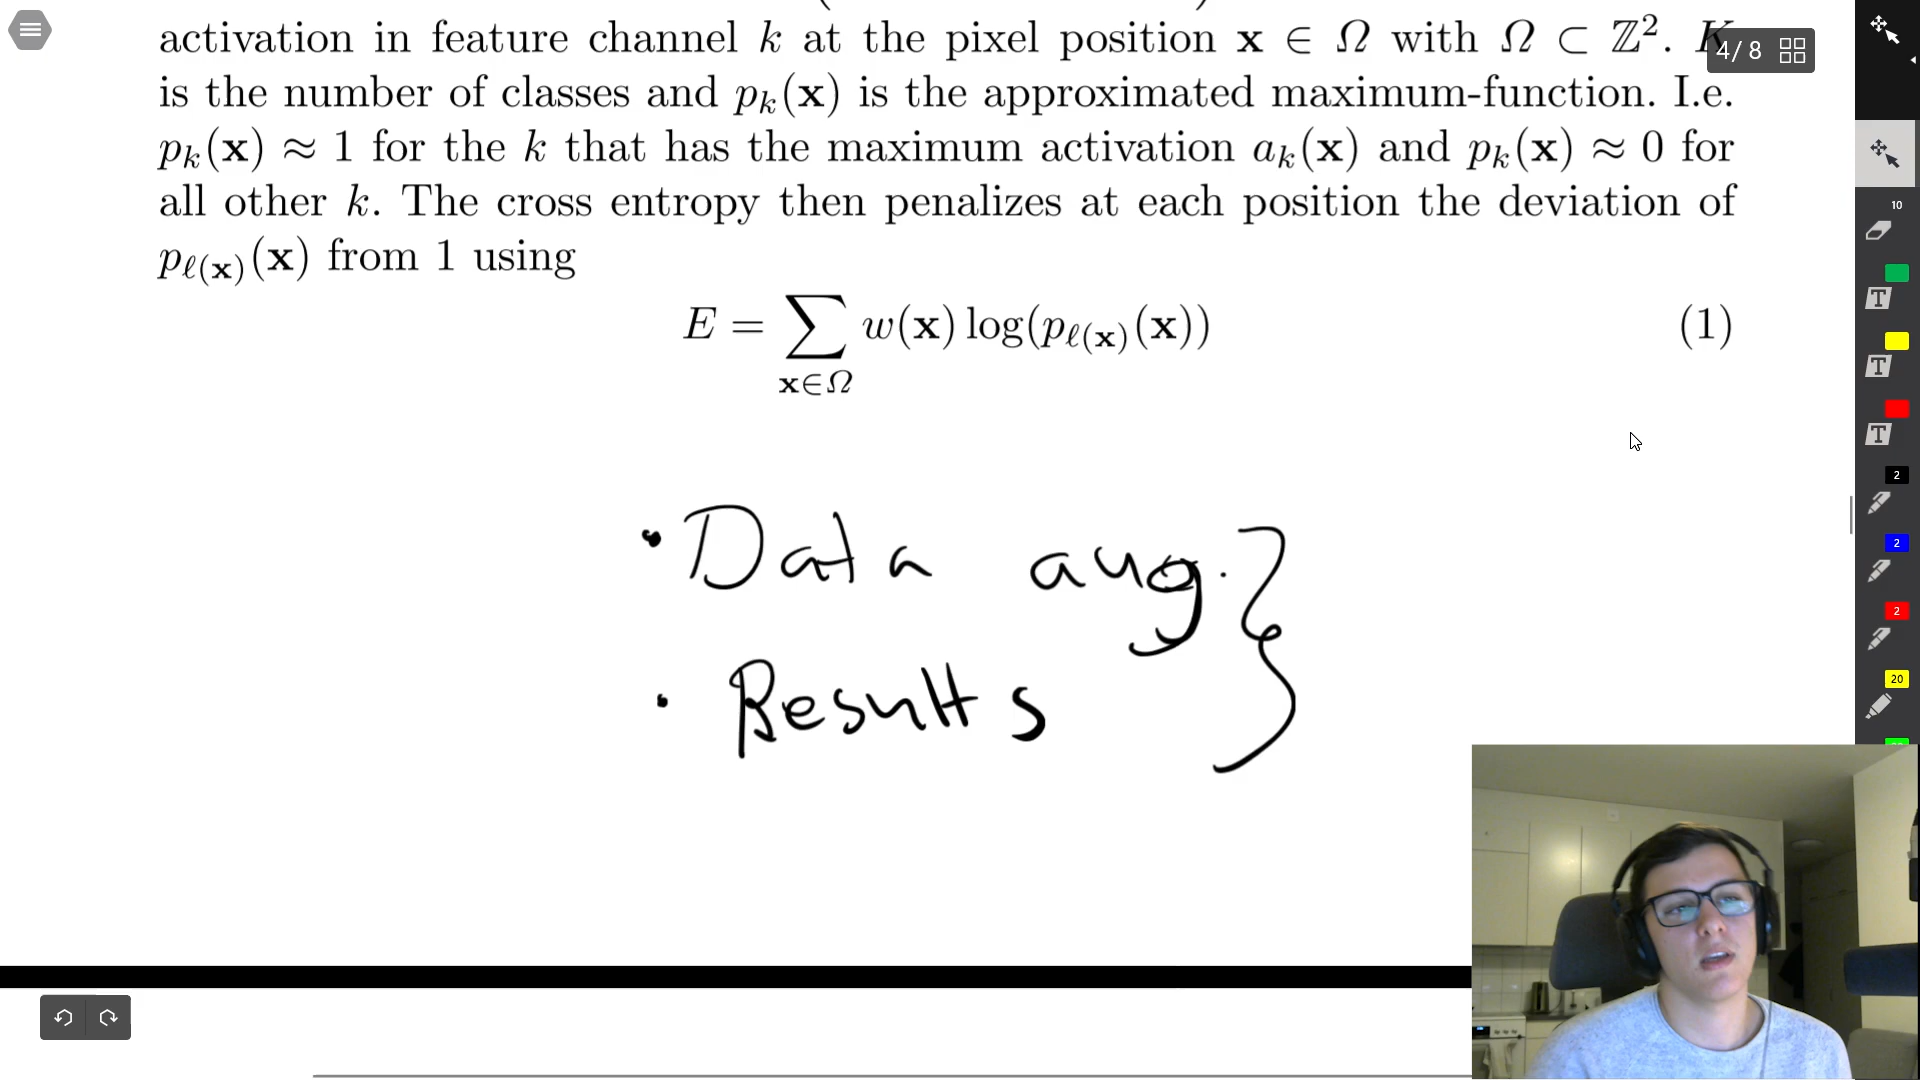 activation in feature channel k at the pixel position x ∈ Ω with Ω ⊂ ℤ². K
4/ 8
is the number of classes and pₖ(x) is the approximated maximum-function. I.e.
pₖ(x) ≈ 1 for the k that has the maximum activation aₖ(x) and pₖ(x) ≈ 0 for
all other k. The cross entropy then penalizes at each position the deviation of
p_ℓ(x)(x) from 1 using
E = ∑ w(x) log(p_ℓ(x)(x)) (1)
x∈Ω
• Data aug.
• Results
10
T
T
T
2
2
2
20